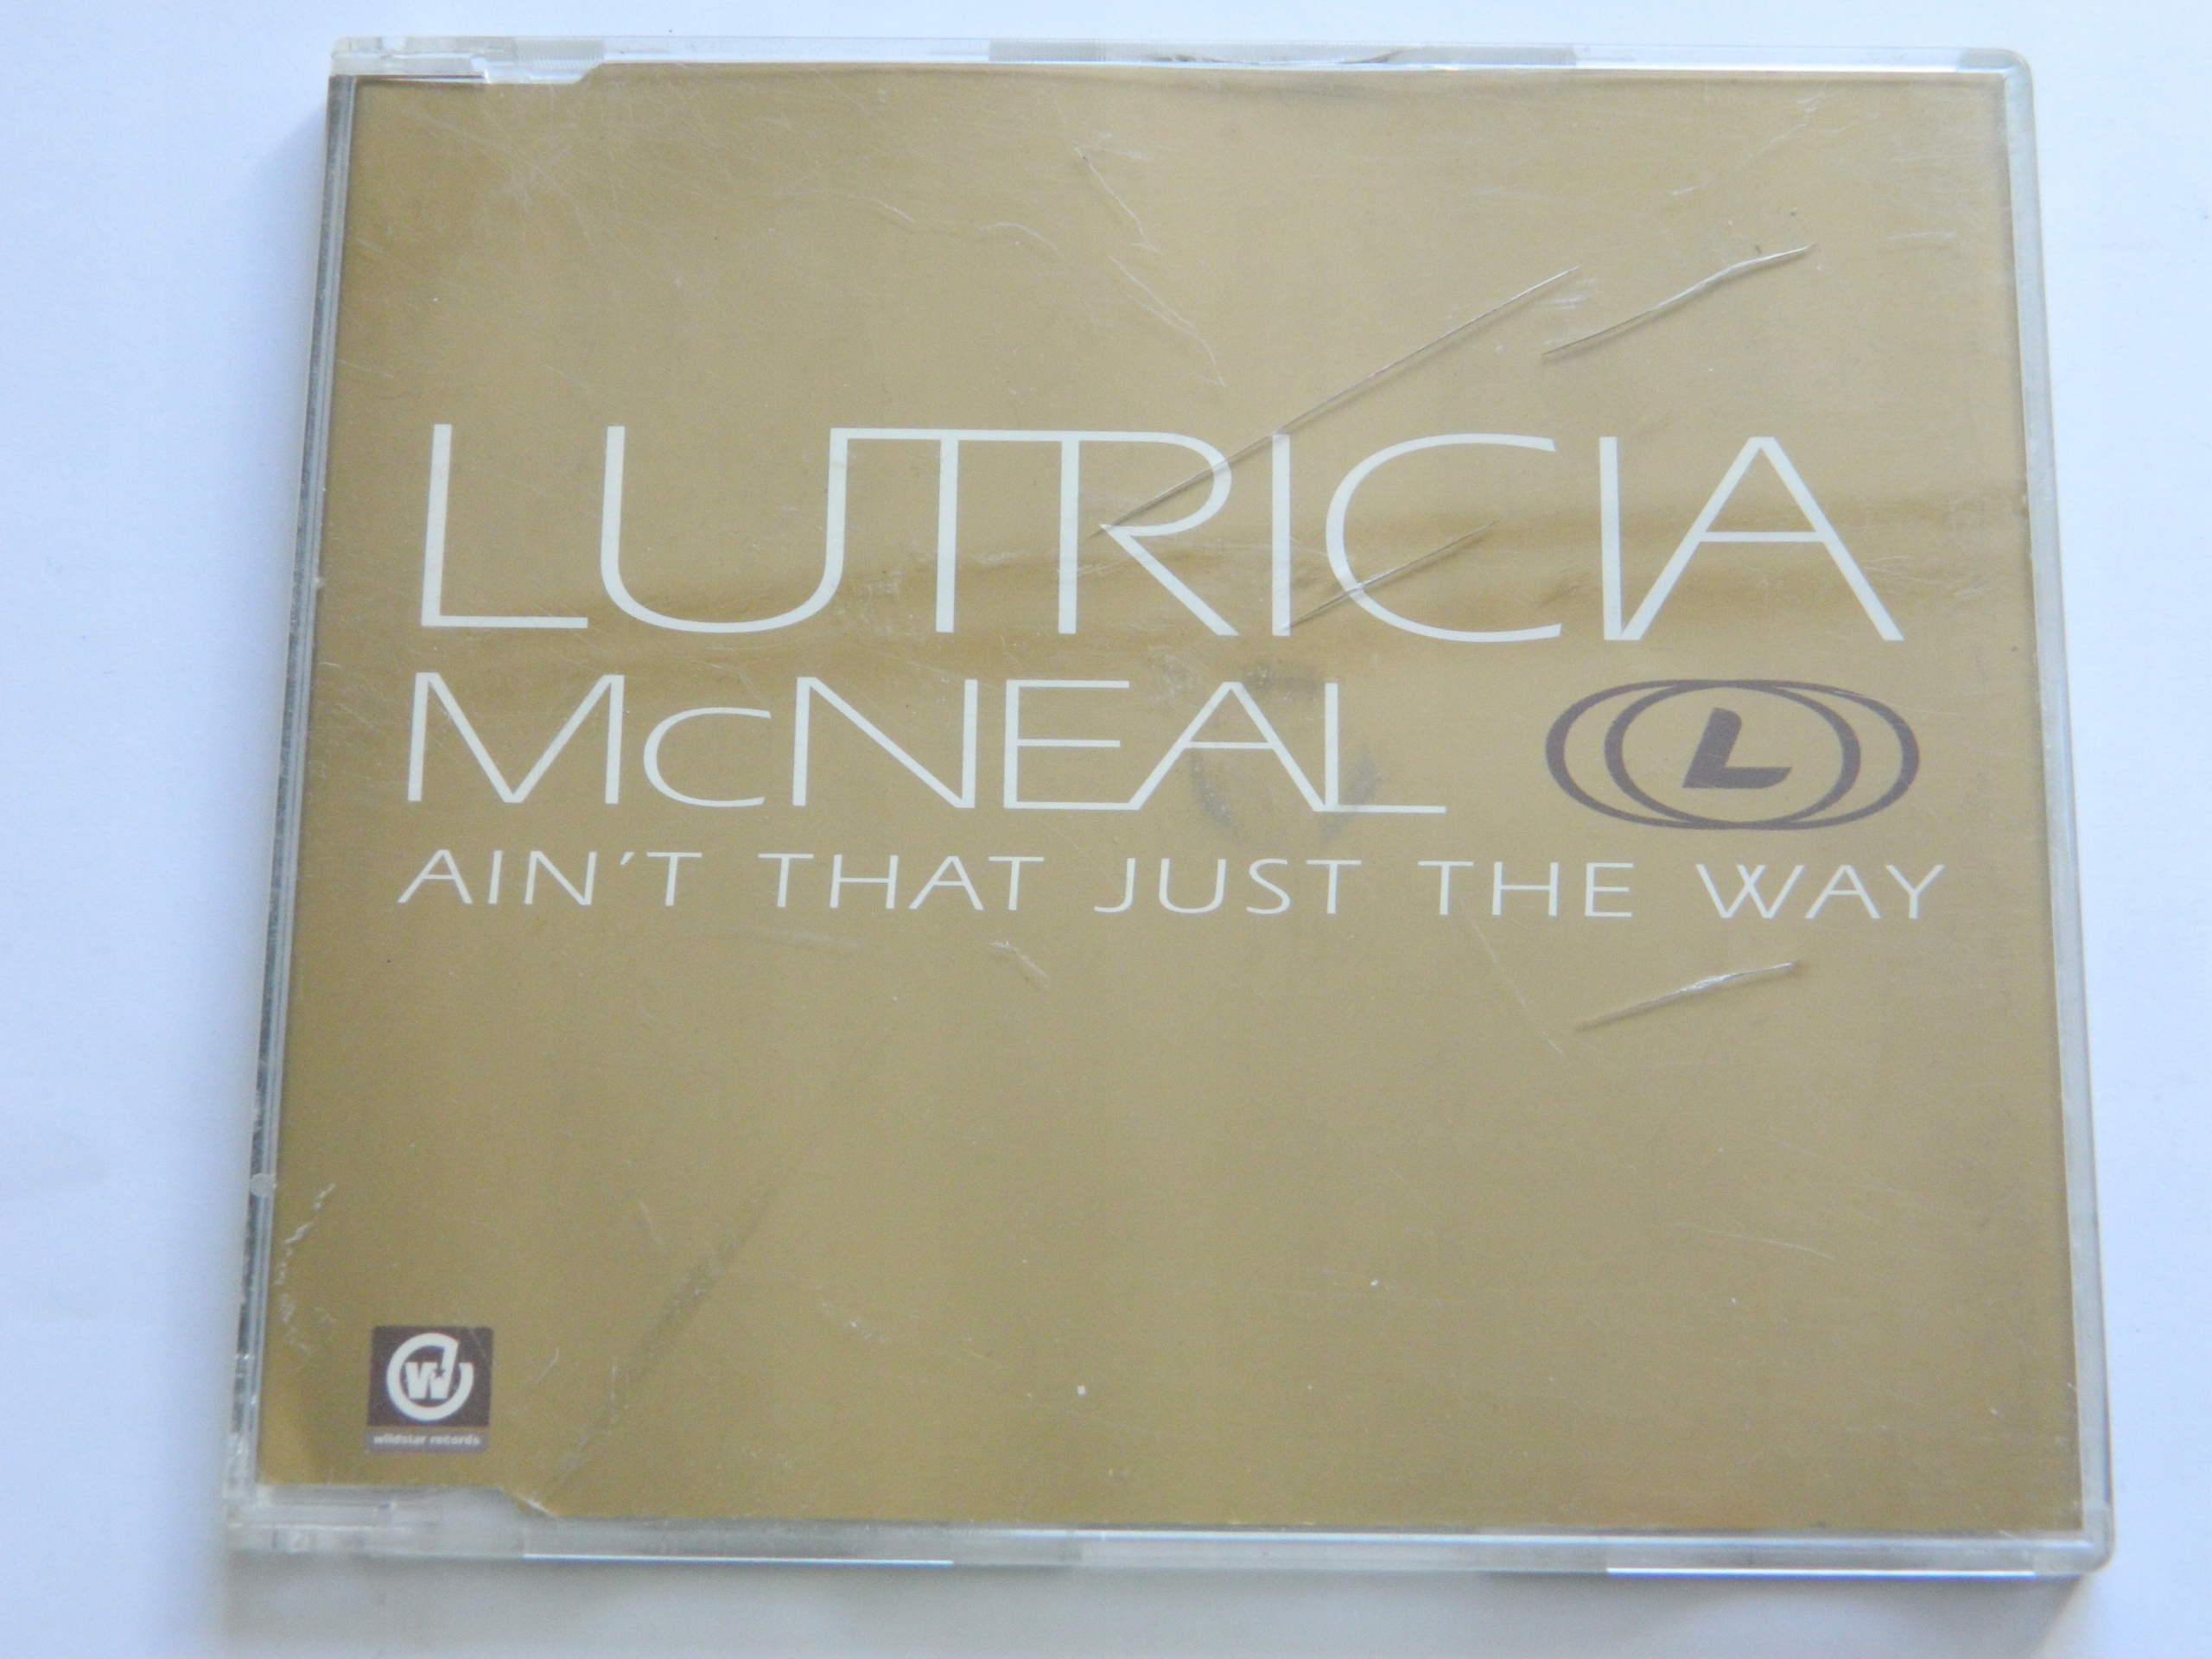 LUTRICIA
McNEAL
L
AIN'T THAT JUST THE WAY
W
wildstar records